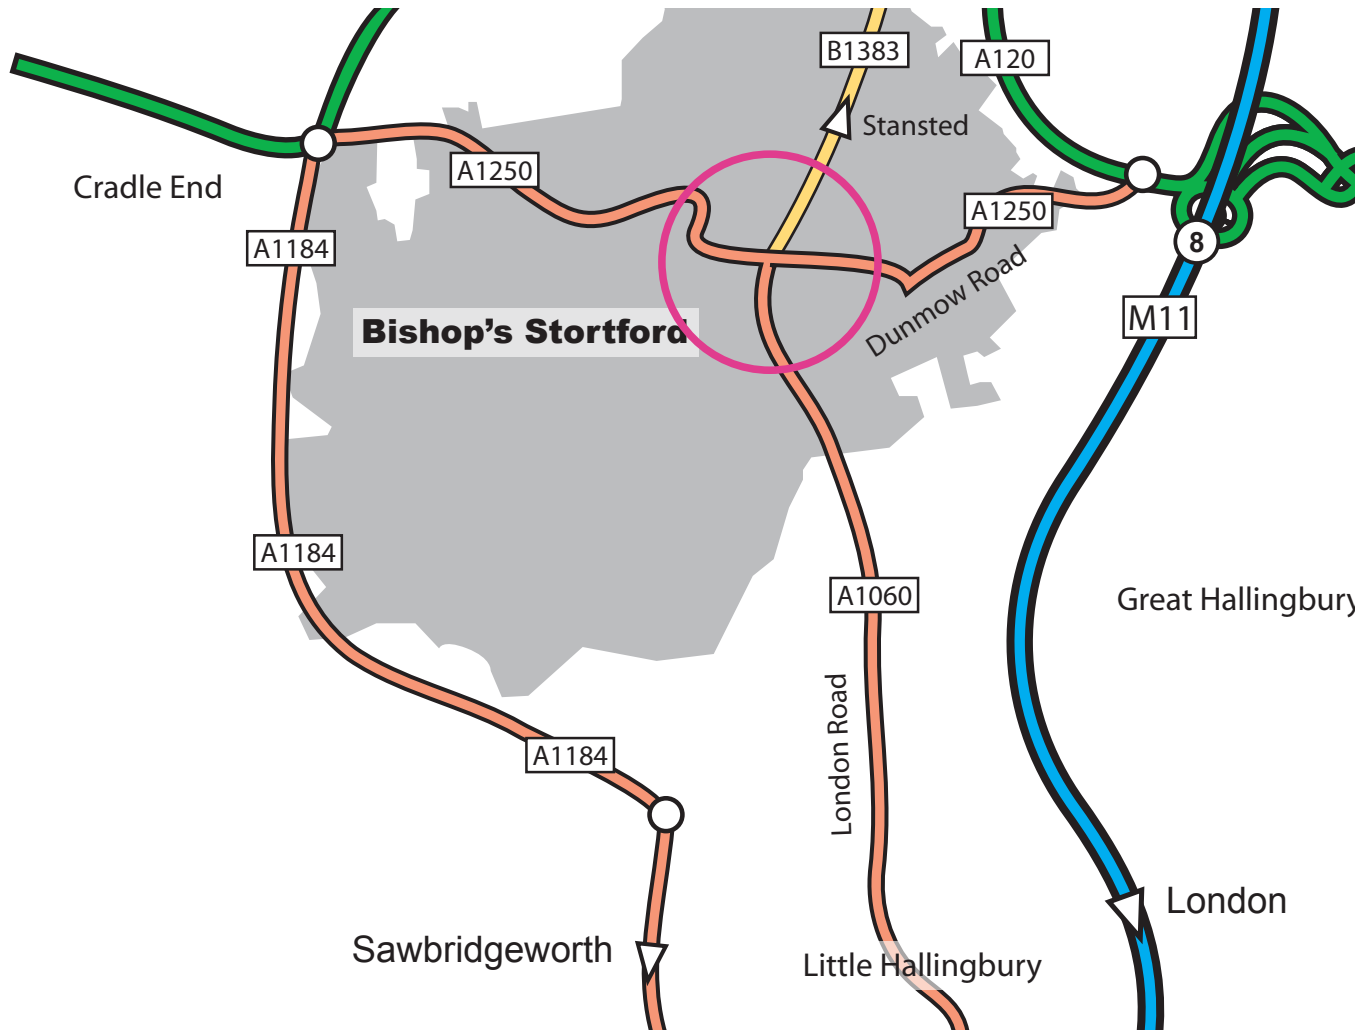 B1383
A120
Stansted
A1250
Cradle End
A1250
A1184
8
Dunmow Road
M11
Bishop's Stortford
A1184
A1060
Great Hallingbury
London Road
A1184
London
Sawbridgeworth
Little Hallingbury